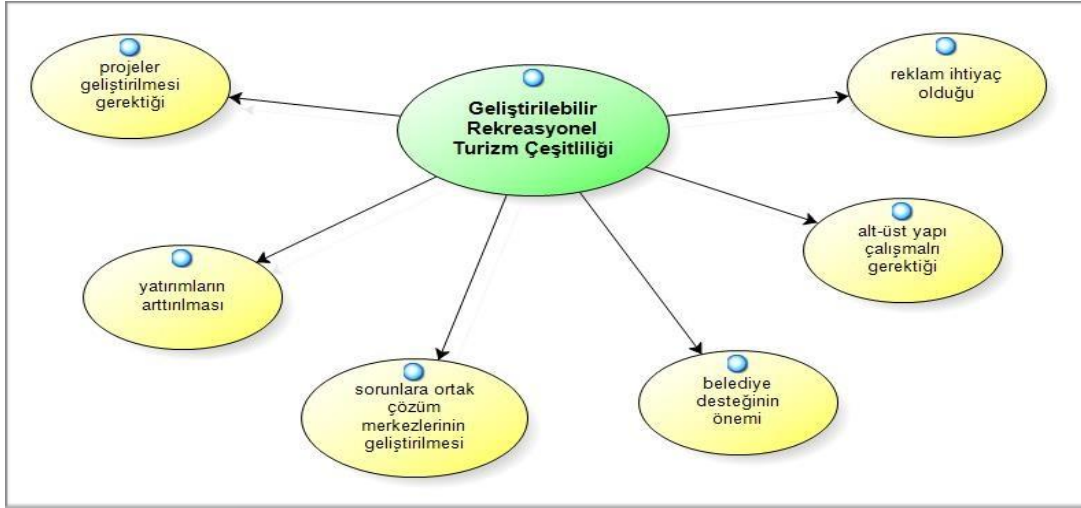 projeler
geliştirilmesi
gerektiği
Geliştirilebilir
Rekreasyonel
Turizm Çeşitliliği
reklam ihtiyaç
olduğu
alt-üst yapı
çalışmalrı
gerektiği
yatırımların
arttırılması
sorunlara ortak
çözüm
merkezlerinin
geliştirilmesi
belediye
desteğinin
önemi